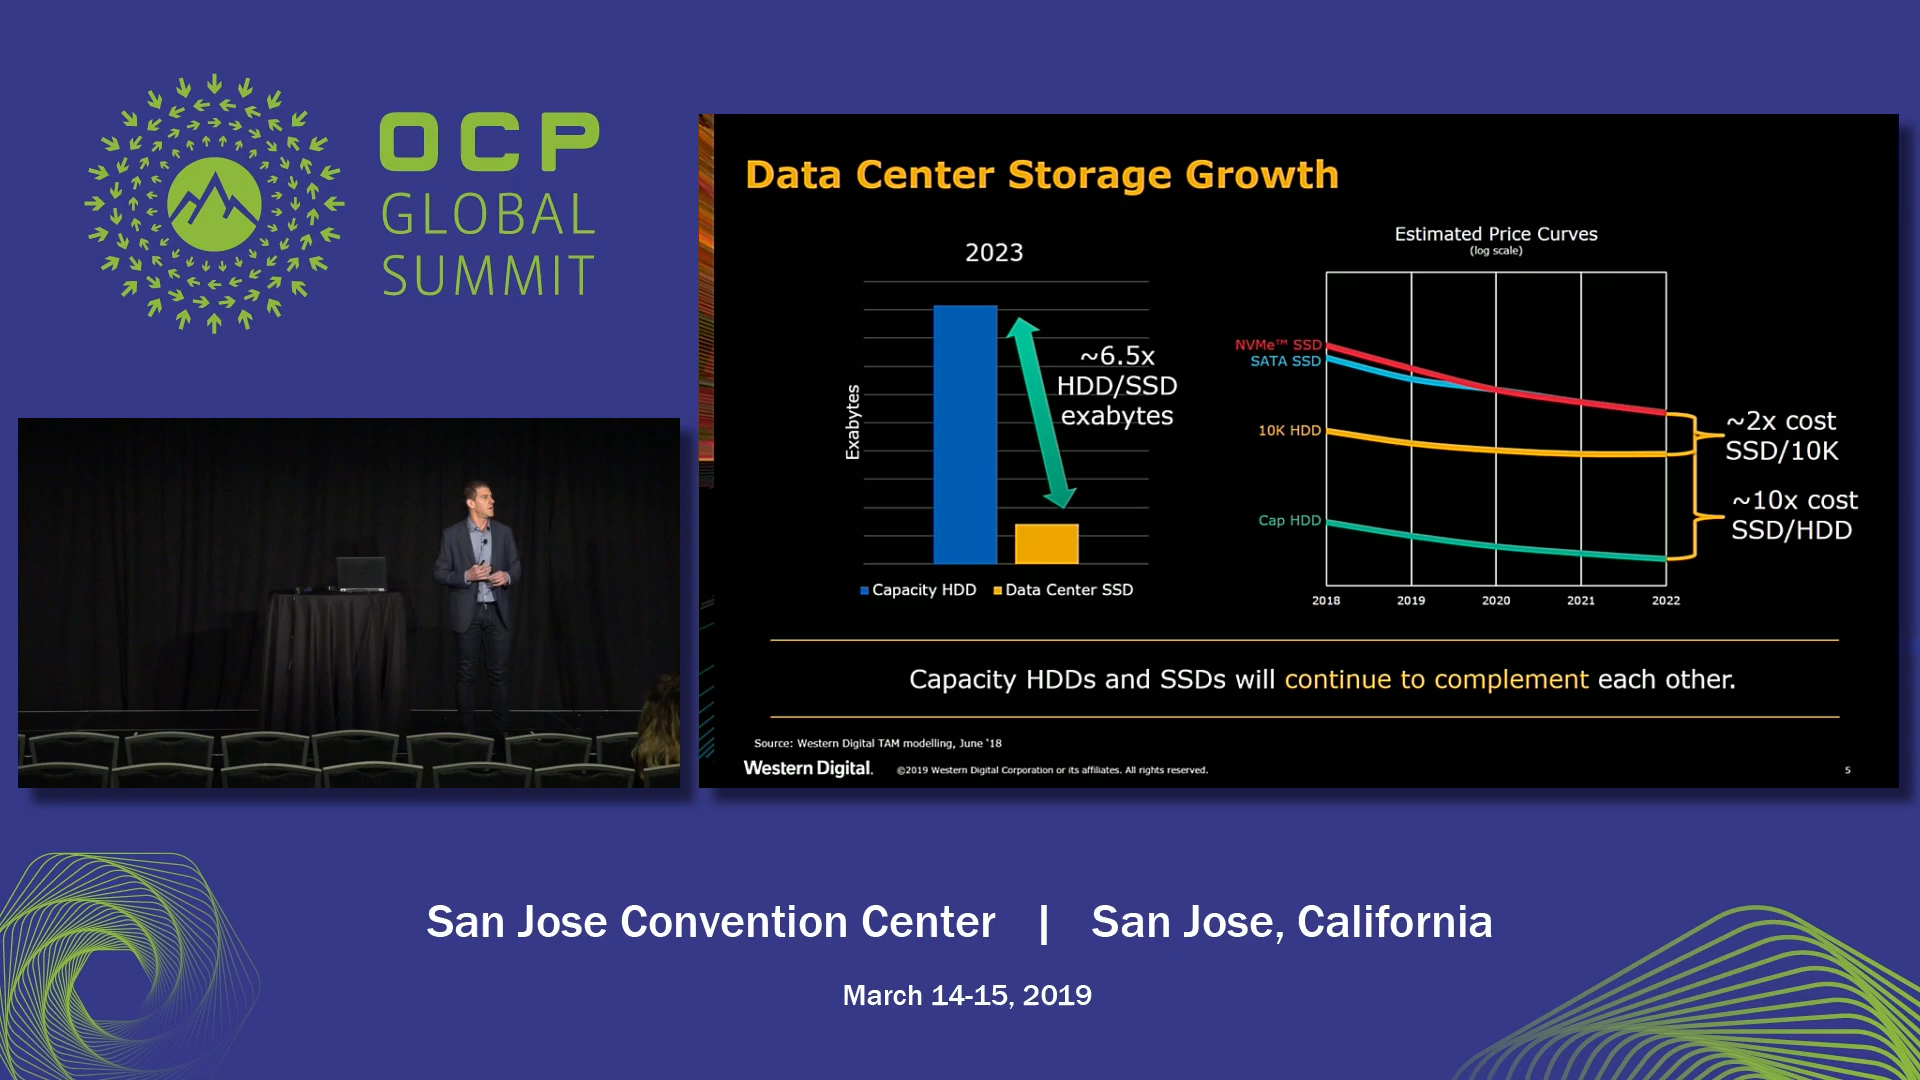 OCP
GLOBAL
SUMMIT
Data Center Storage Growth
2023
Exabytes
~6.5x
HDD/SSD
exabytes
Capacity HDD
Data Center SSD
Estimated Price Curves
(log scale)
NVMe™ SSD
SATA SSD
10K HDD
Cap HDD
~2x cost
SSD/10K
~10x cost
SSD/HDD
2018 2019 2020 2021 2022
Capacity HDDs and SSDs will continue to complement each other.
Source: Western Digital TAM modelling, June '18
Western Digital. ©2019 Western Digital Corporation or its affiliates. All rights reserved. 5
San Jose Convention Center | San Jose, California
March 14-15, 2019